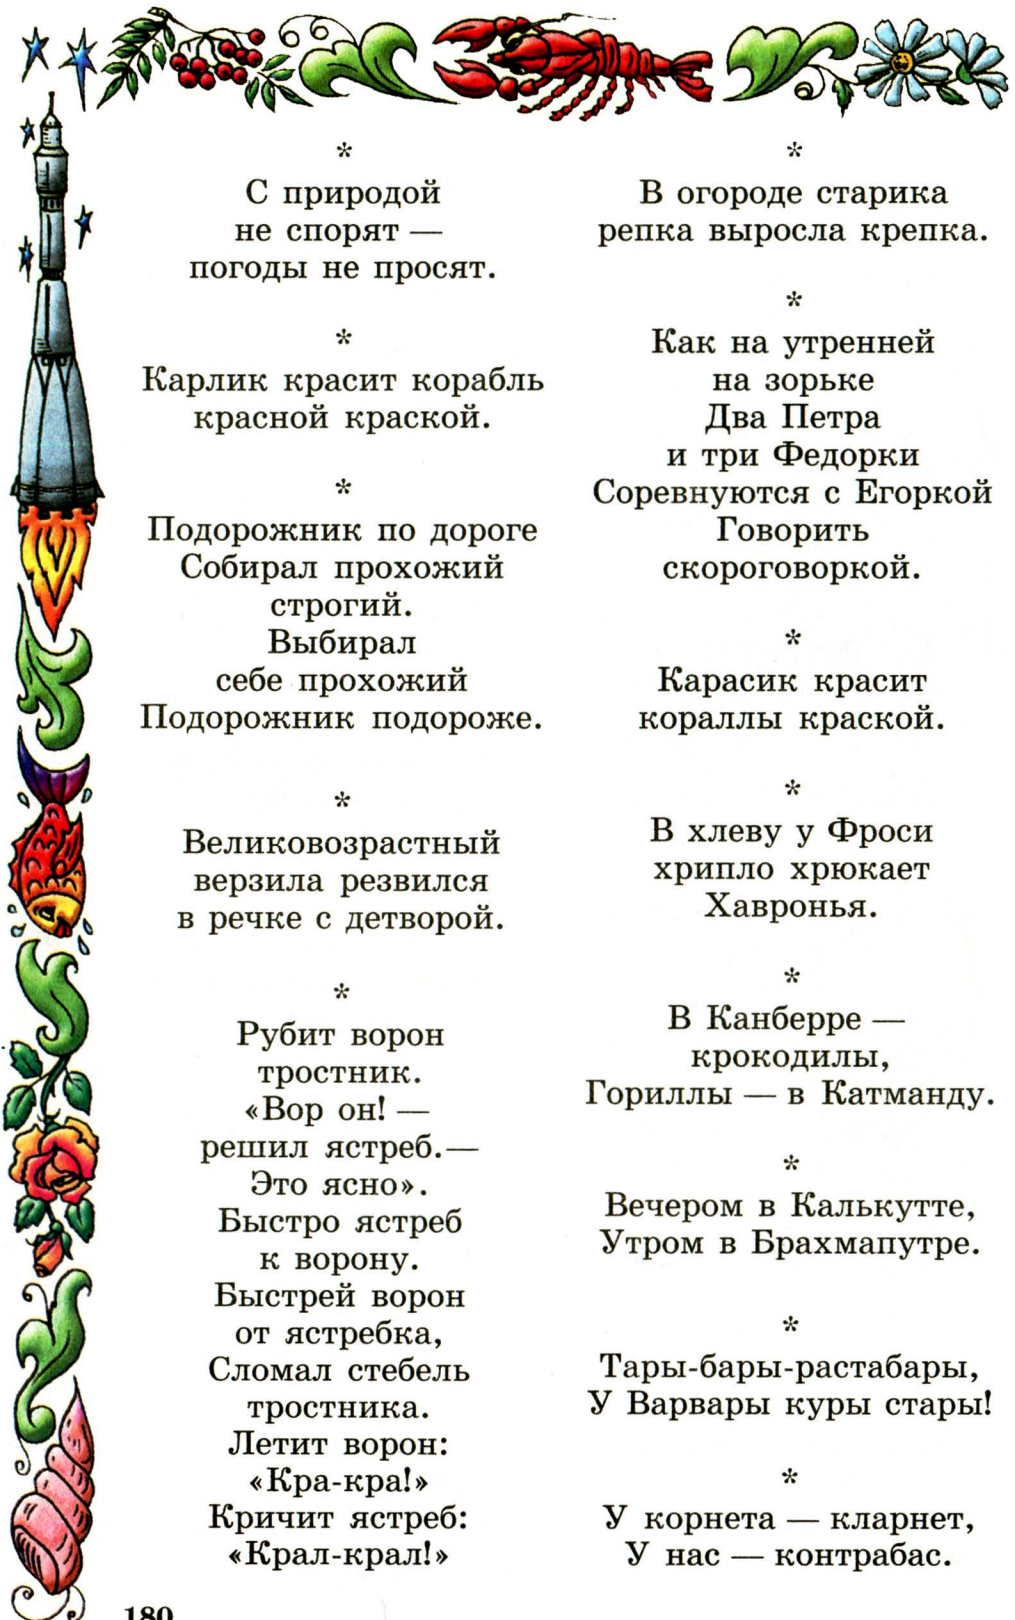 *
С природой
не спорят —
погоды не просят.
*
Карлик красит корабль
красной краской.
*
Подорожник по дороге
Собирал прохожий
строгий.
Выбирал
себе прохожий
Подорожник подороже.
*
Великовозрастный
верзила резвился
в речке с детворой.
*
Рубит ворон
тростник.
«Вор он! —
решил ястреб.—
Это ясно».
Быстро ястреб
к ворону.
Быстрей ворон
от ястребка,
Сломал стебель
тростника.
Летит ворон:
«Кра-кра!»
Кричит ястреб:
«Крал-крал!»
*
В огороде старика
репка выросла крепка.
*
Как на утренней
на зорьке
Два Петра
и три Федорки
Соревнуются с Егоркой
Говорить
скороговоркой.
*
Карасик красит
кораллы краской.
*
В хлеву у Фроси
хрипло хрюкает
Хавронья.
*
В Канберре —
крокодилы,
Гориллы — в Катманду.
*
Вечером в Калькутте,
Утром в Брахмапутре.
*
Тары-бары-растабары,
У Варвары куры стары!
*
У корнета — кларнет,
У нас — контрабас.
180